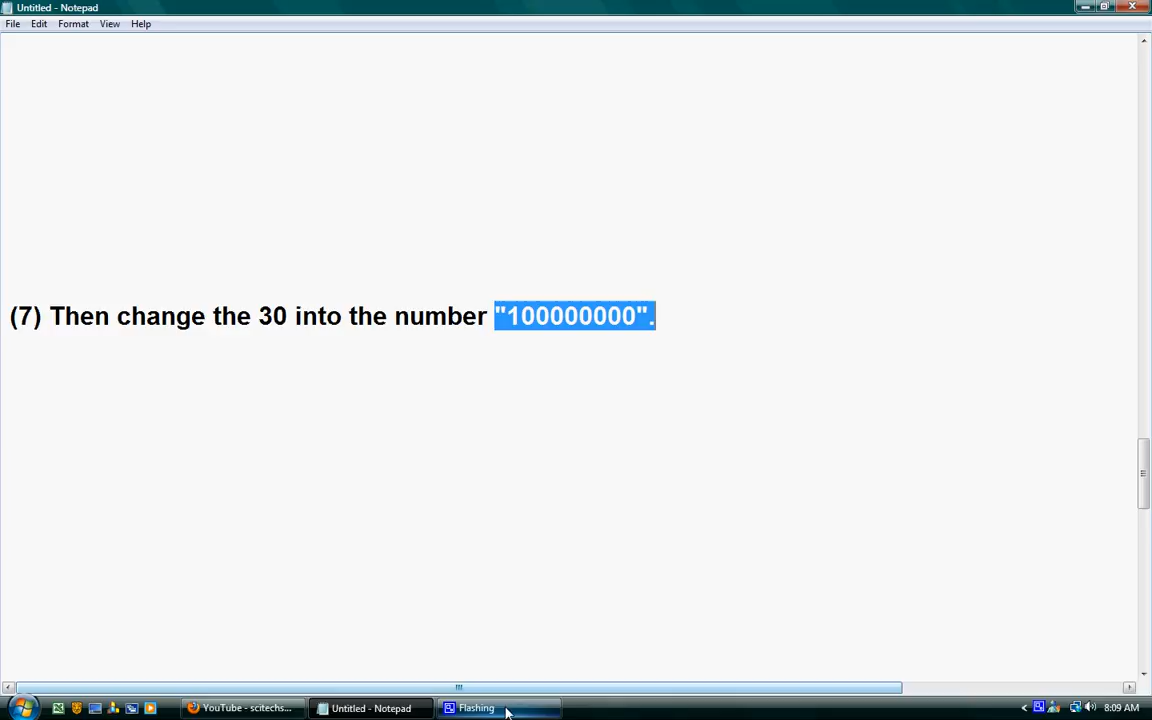 Untitled - Notepad
File Edit Format View Help
(7) Then change the 30 into the number "100000000".
YouTube - scitechs... Untitled - Notepad Flashing 8:09 AM